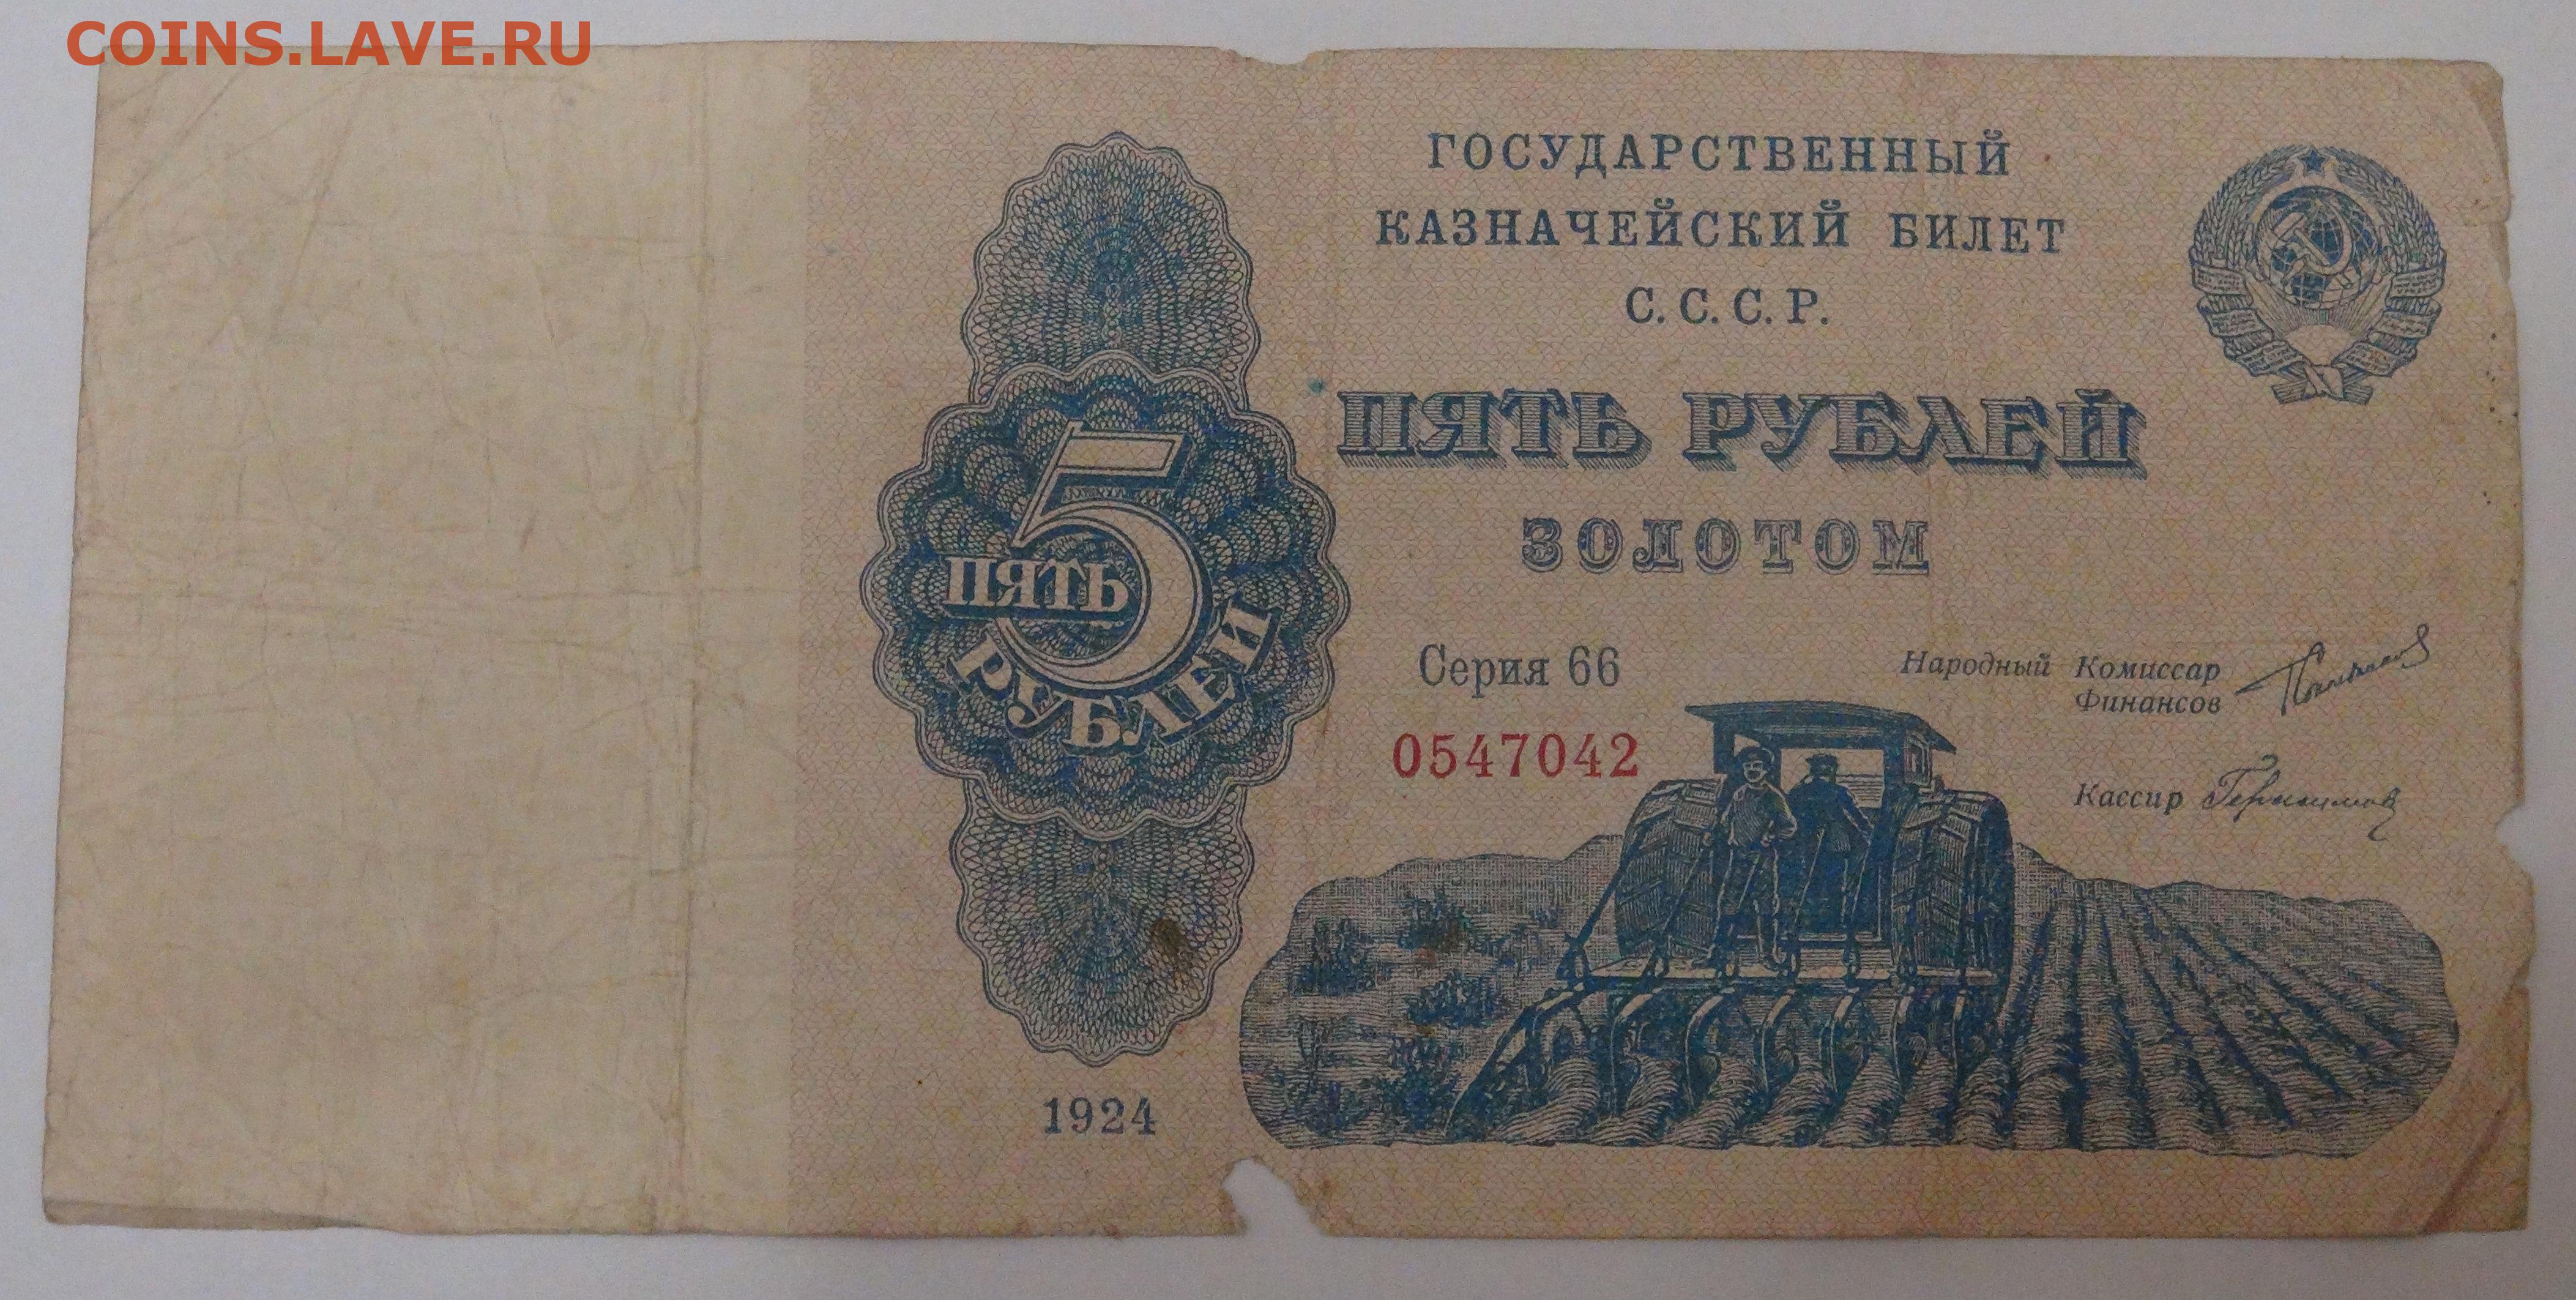 COINS.LAVE.RU
ГОСУДАРСТВЕННЫЙ
КАЗНАЧЕЙСКИЙ БИЛЕТ
С.С.С.Р.
ПЯТЬ РУБЛЕЙ
ЗОЛОТОМ
5
ПЯТЬ
РУБЛЕЙ
Серия 66
0547042
Народный Комиссар
Финансов
Кассир Герасимов
1924